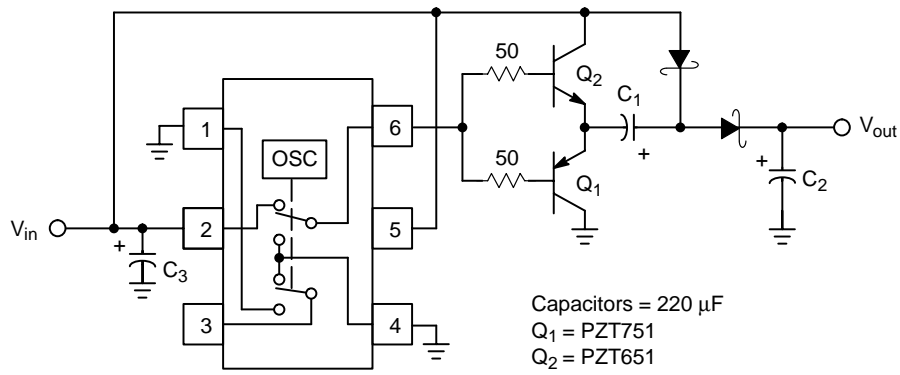 50
Q2
C1
Vout
1
6
OSC
50
Q1
C2
Vin
2
5
C3
3
4
+
+
+
Capacitors = 220 μF
Q1 = PZT751
Q2 = PZT651